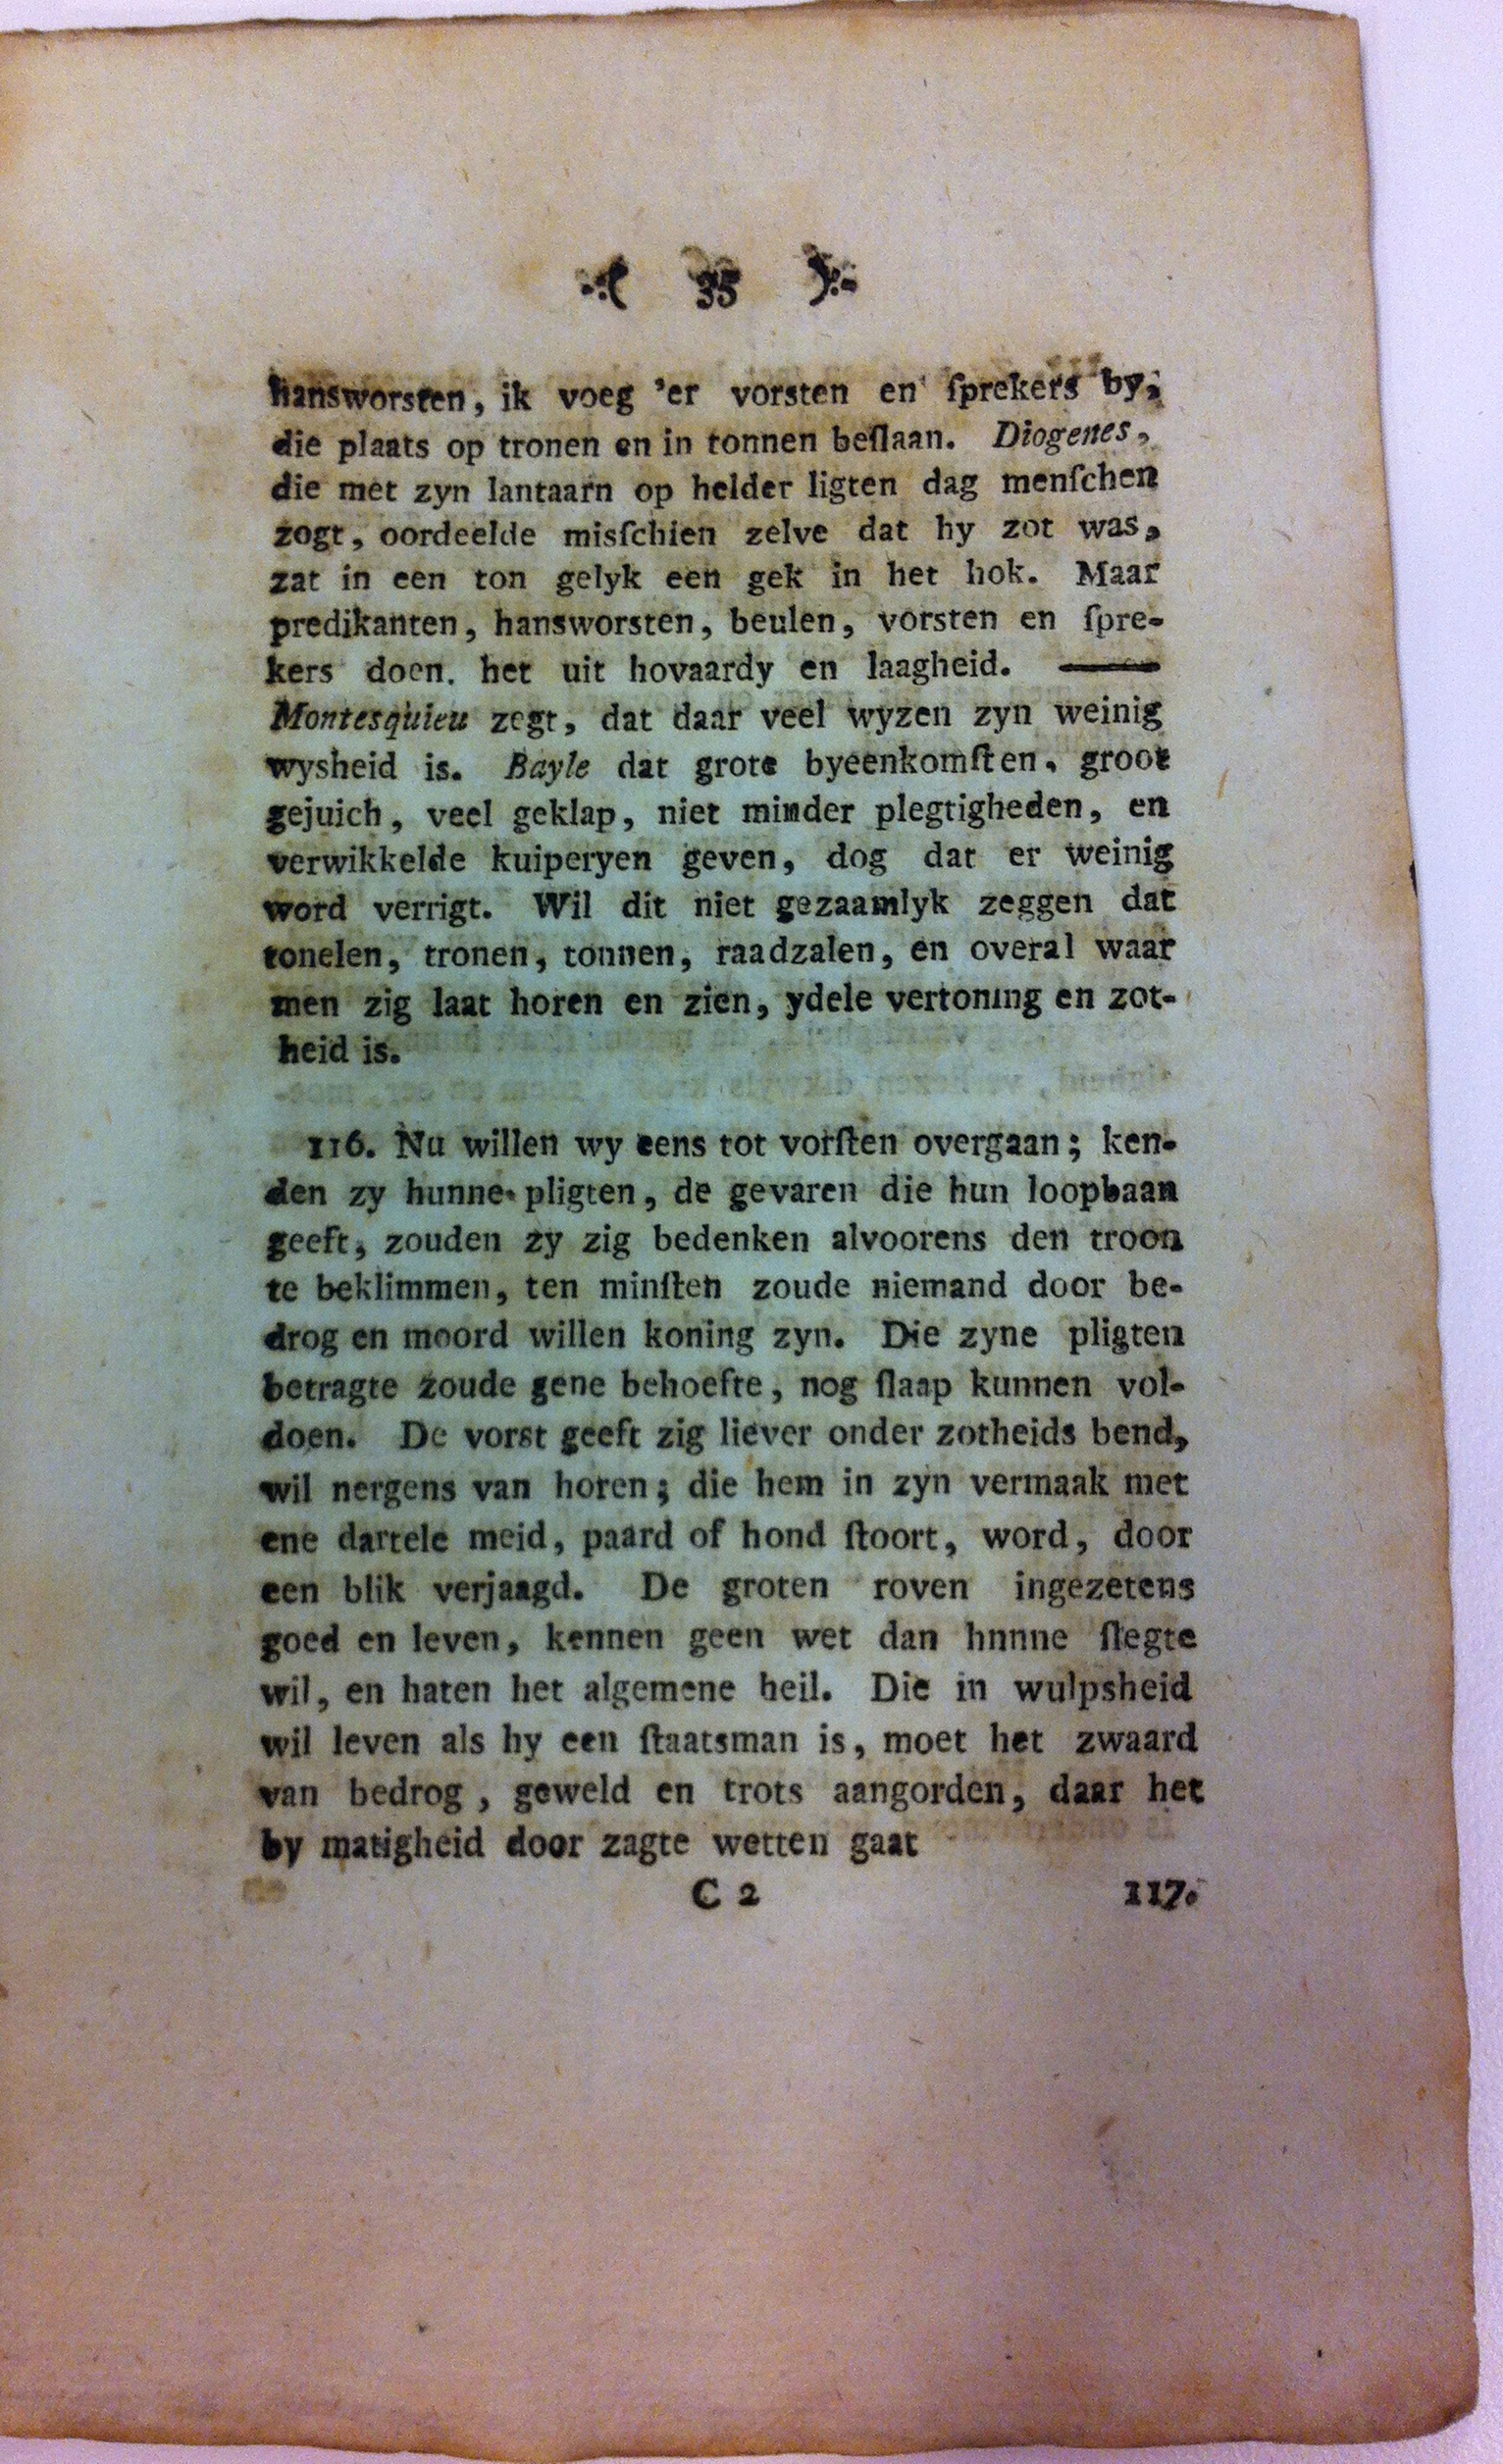 35
hansworsten, ik voeg 'er vorsten en ſprekers by,
die plaats op tronen en in tonnen beſlaan. Diogenes,
die met zyn lantaarn op helder ligten dag menſchen
zogt, oordeelde misſchien zelve dat hy zot was,
zat in een ton gelyk een gek in het hok. Maar
predikanten, hansworsten, beulen, vorsten en ſpre-
kers doen. het uit hovaardy en laagheid. ——
Montesquieu zegt, dat daar veel wyzen zyn weinig
wysheid is. Bayle dat grote byeenkomſten, groot
gejuich, veel geklap, niet minder plegtigheden, en
verwikkelde kuiperyen geven, dog dat er weinig
word verrigt. Wil dit niet gezaamlyk zeggen dat
tonelen, tronen, tonnen, raadzalen, en overal waar
men zig laat horen en zien, ydele vertoning en zot-
heid is.
116. Nu willen wy eens tot vorſten overgaan; ken-
den zy hunne pligten, de gevaren die hun loopbaan
geeft, zouden zy zig bedenken alvoorens den troon
te beklimmen, ten minſten zoude niemand door be-
drog en moord willen koning zyn. Die zyne pligten
betragte zoude gene behoefte, nog ſlaap kunnen vol-
doen. De vorst geeft zig liever onder zotheids bend,
wil nergens van horen; die hem in zyn vermaak met
ene dartele meid, paard of hond ſtoort, word, door
een blik verjaagd. De groten roven ingezetens
goed en leven, kennen geen wet dan hnnne ſlegte
wil, en haten het algemene heil. Die in wulpsheid
wil leven als hy een ſtaatsman is, moet het zwaard
van bedrog, geweld en trots aangorden, daar het
by matigheid door zagte wetten gaat
C 2 117.